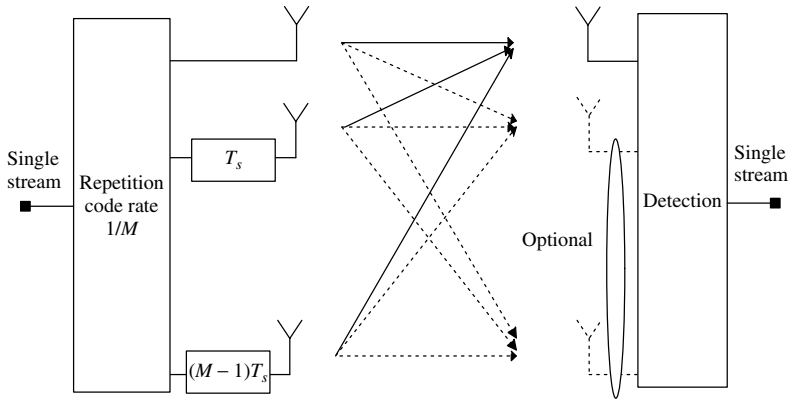 Single
stream
Repetition
code rate
1/M
T_s
(M − 1)T_s
Optional
Detection
Single
stream